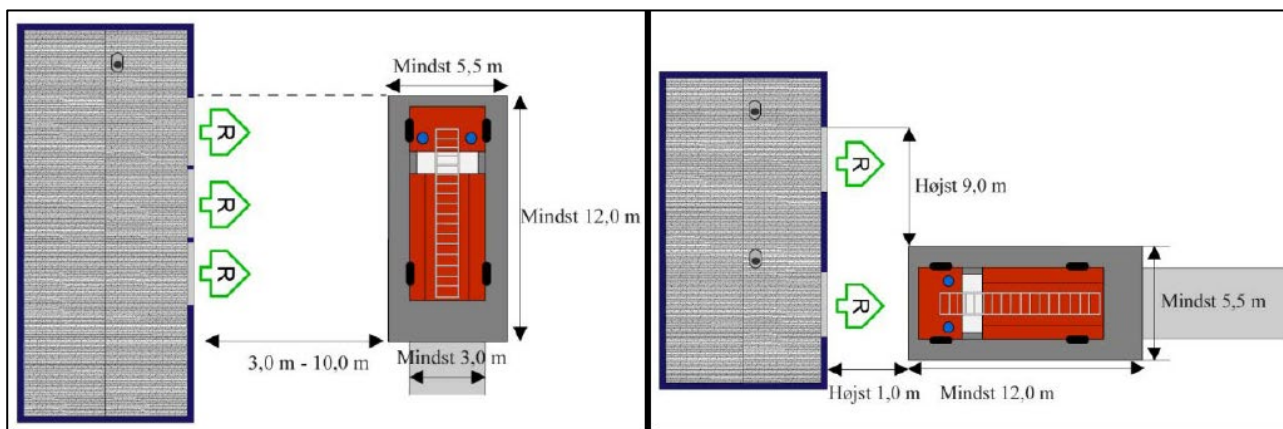 Mindst 5,5 m
R
R
R
Mindst 12,0 m
3,0 m - 10,0 m
Mindst 3,0 m
R
Højst 9,0 m
R
Mindst 5,5 m
Højst 1,0 m
Mindst 12,0 m